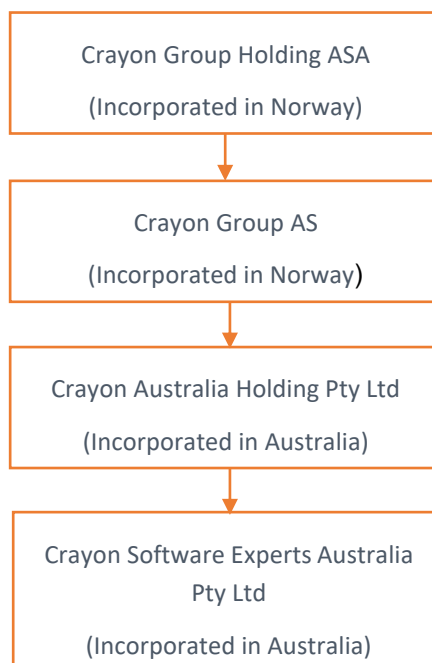 Crayon Group Holding ASA
(Incorporated in Norway)
Crayon Group AS
(Incorporated in Norway)
Crayon Australia Holding Pty Ltd
(Incorporated in Australia)
Crayon Software Experts Australia
Pty Ltd
(Incorporated in Australia)